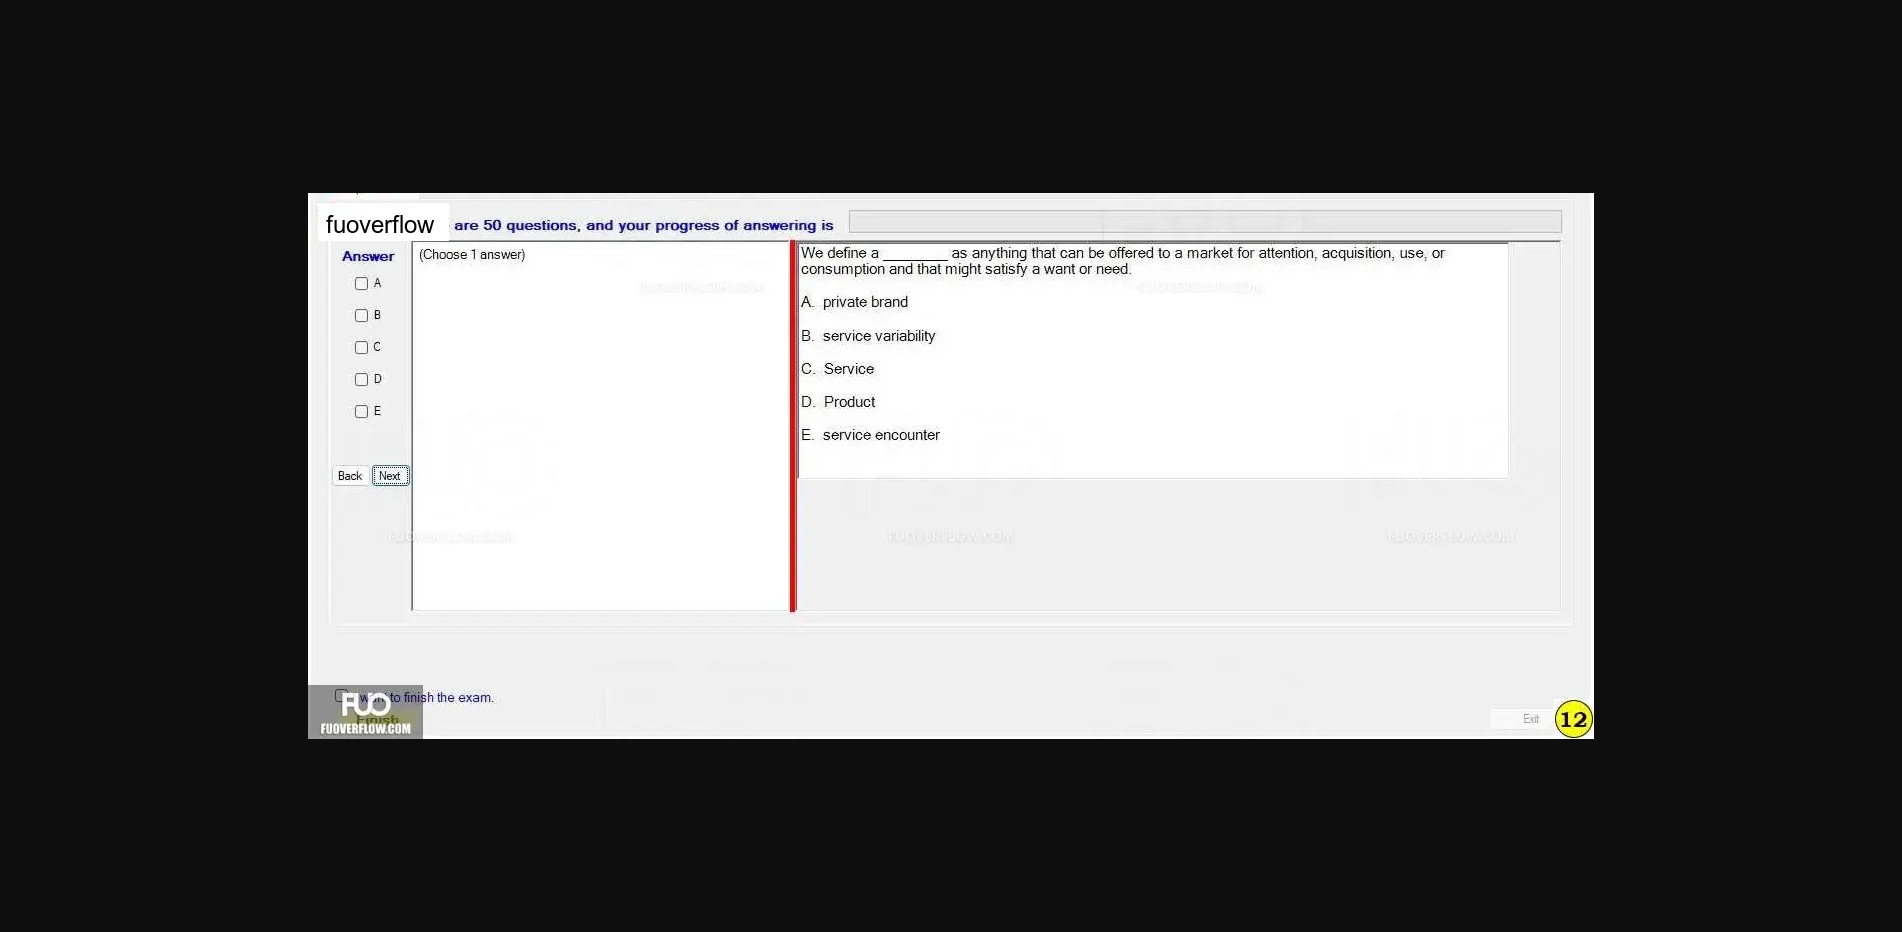 fuoverflow are 50 questions, and your progress of answering is
Answer
(Choose 1 answer)
A
B
C
D
E
Back Next
We define a ________ as anything that can be offered to a market for attention, acquisition, use, or
consumption and that might satisfy a want or need.
A. private brand
B. service variability
C. Service
D. Product
E. service encounter
FUOVERFLOW.COM
FUOVERFLOW.COM
FUOVERFLOW.COM
FUOVERFLOW.COM
FUOVERFLOW.COM
want to finish the exam.
Finish
FUO
FUOVERFLOW.COM
Exit
12